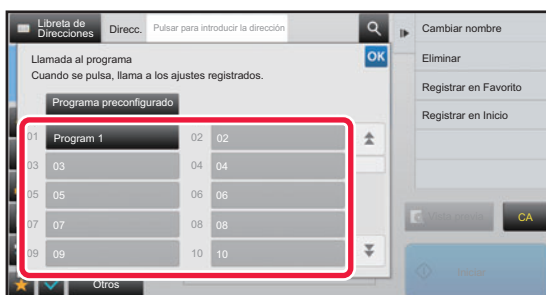 Libreta de
Direcciones
Direcc.
Pulsar para introducir la dirección
Cambiar nombre
Llamada al programa
OK
Eliminar
Cuando se pulsa, llama a los ajustes registrados.
Registrar en Favorito
Programa preconfigurado
Registrar en Inicio
01 Program 1 02 02
03 03 04 04
05 05 06 06
07 07 08 08
CA
09 09 10 10
Otros